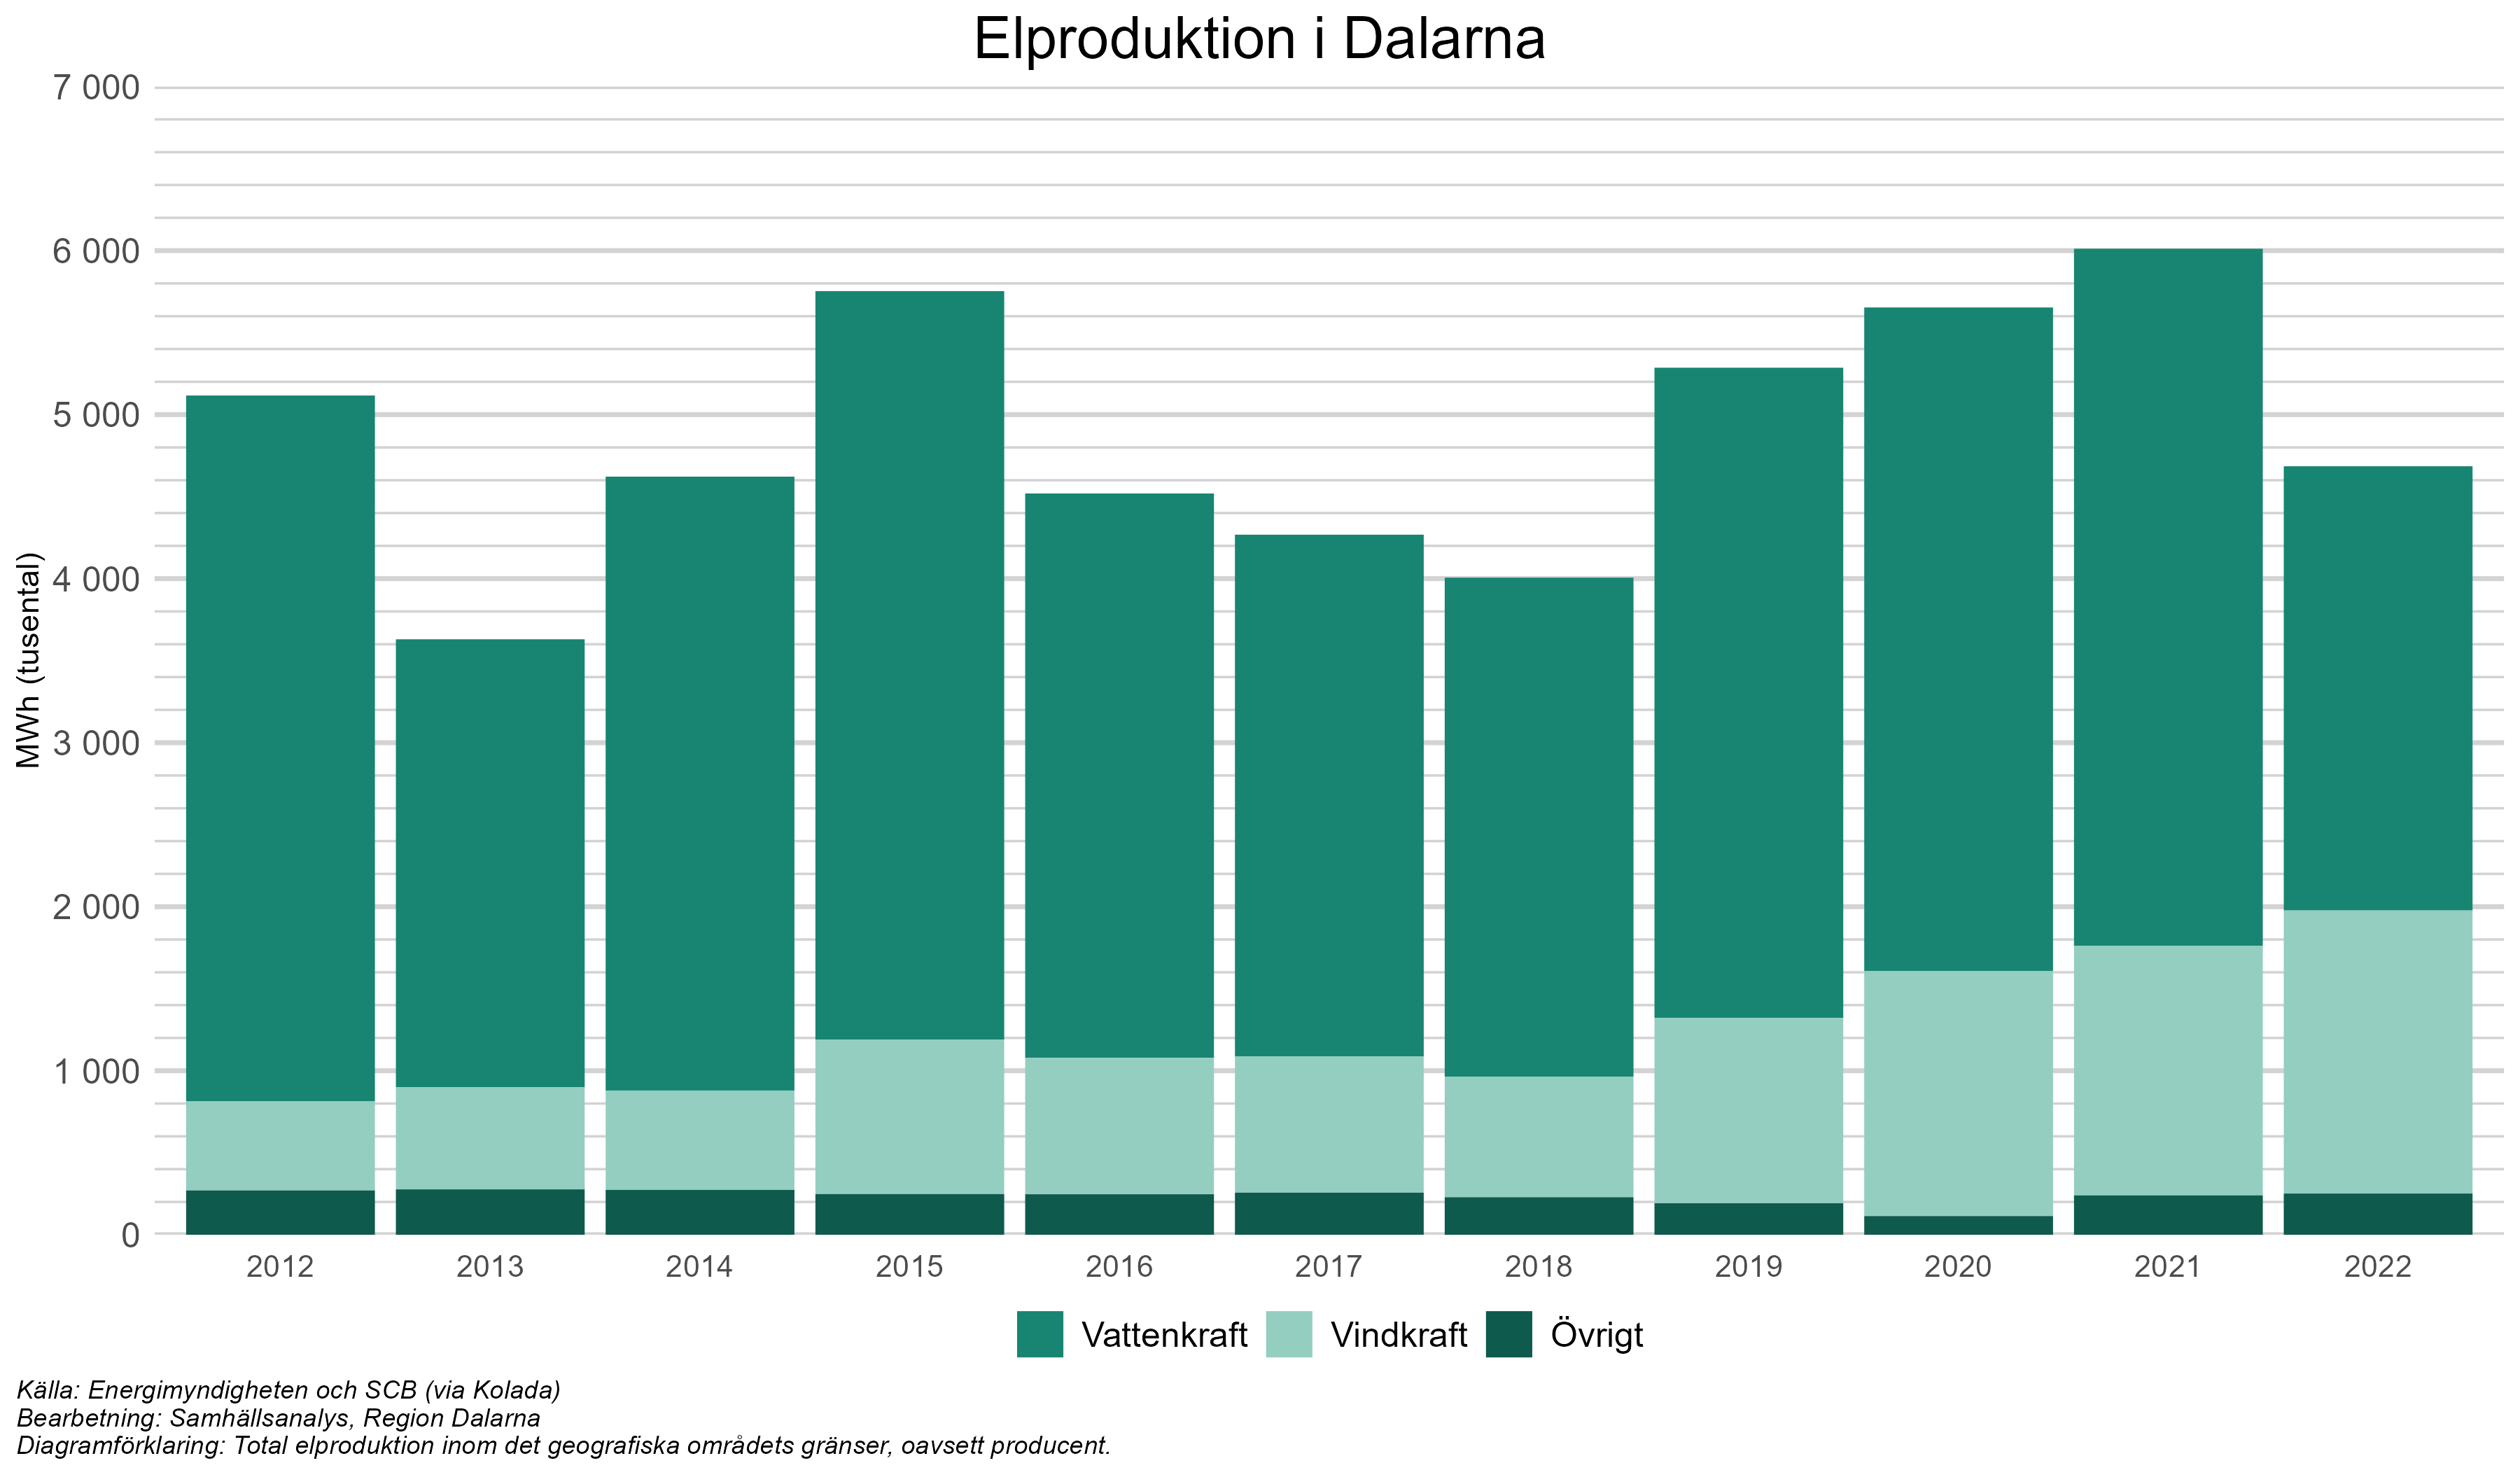 Elproduktion i Dalarna
7 000
6 000
5 000
4 000
3 000
2 000
1 000
0
MWh (tusental)
2012 2013 2014 2015 2016 2017 2018 2019 2020 2021 2022
Vattenkraft Vindkraft Övrigt
Källa: Energimyndigheten och SCB (via Kolada)
Bearbetning: Samhällsanalys, Region Dalarna
Diagramförklaring: Total elproduktion inom det geografiska områdets gränser, oavsett producent.